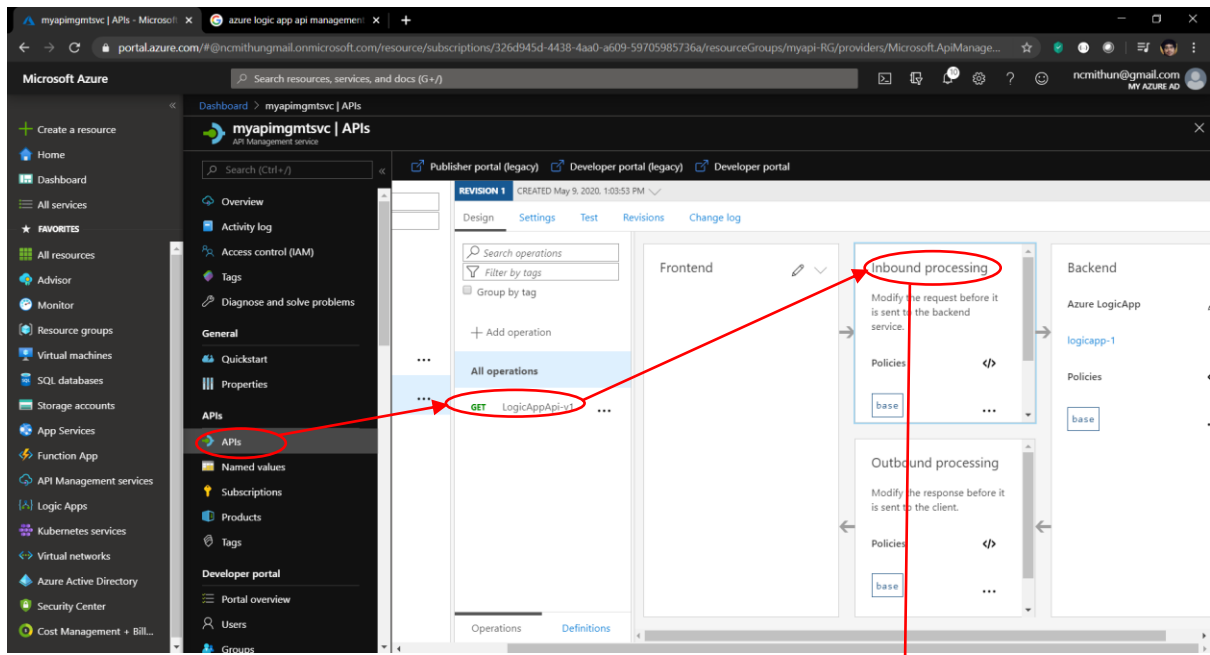 myapimgmtsvc | APIs - Microsoft
azure logic app api management
portal.azure.com/#@ncmithungmail.onmicrosoft.com/resource/subscriptions/326d945d-4438-4aa0-a609-59705985736a/resourceGroups/myapi-RG/providers/Microsoft.ApiManage...
Microsoft Azure
Search resources, services, and docs (G+/)
ncmithun@gmail.com
MY AZURE AD
Create a resource
Home
Dashboard
All services
FAVORITES
All resources
Advisor
Monitor
Resource groups
Virtual machines
SQL databases
Storage accounts
App Services
Function App
API Management services
Logic Apps
Kubernetes services
Virtual networks
Azure Active Directory
Security Center
Cost Management + Bill...
Dashboard > myapimgmtsvc | APIs
myapimgmtsvc | APIs
API Management service
Search (Ctrl+/)
Overview
Activity log
Access control (IAM)
Tags
Diagnose and solve problems
General
Quickstart
Properties
APIs
APIs
Named values
Subscriptions
Products
Tags
Developer portal
Portal overview
Users
Groups
Publisher portal (legacy)
Developer portal (legacy)
Developer portal
REVISION 1
CREATED May 9, 2020, 1:03:53 PM
Design
Settings
Test
Revisions
Change log
Search operations
Filter by tags
Group by tag
+ Add operation
All operations
GET LogicAppApi-v1
Operations
Definitions
Frontend
Inbound processing
Modify the request before it
is sent to the backend
service.
Policies
</>
base
Outbound processing
Modify the response before it
is sent to the client.
Policies
</>
base
Backend
Azure LogicApp
logicapp-1
Policies
base